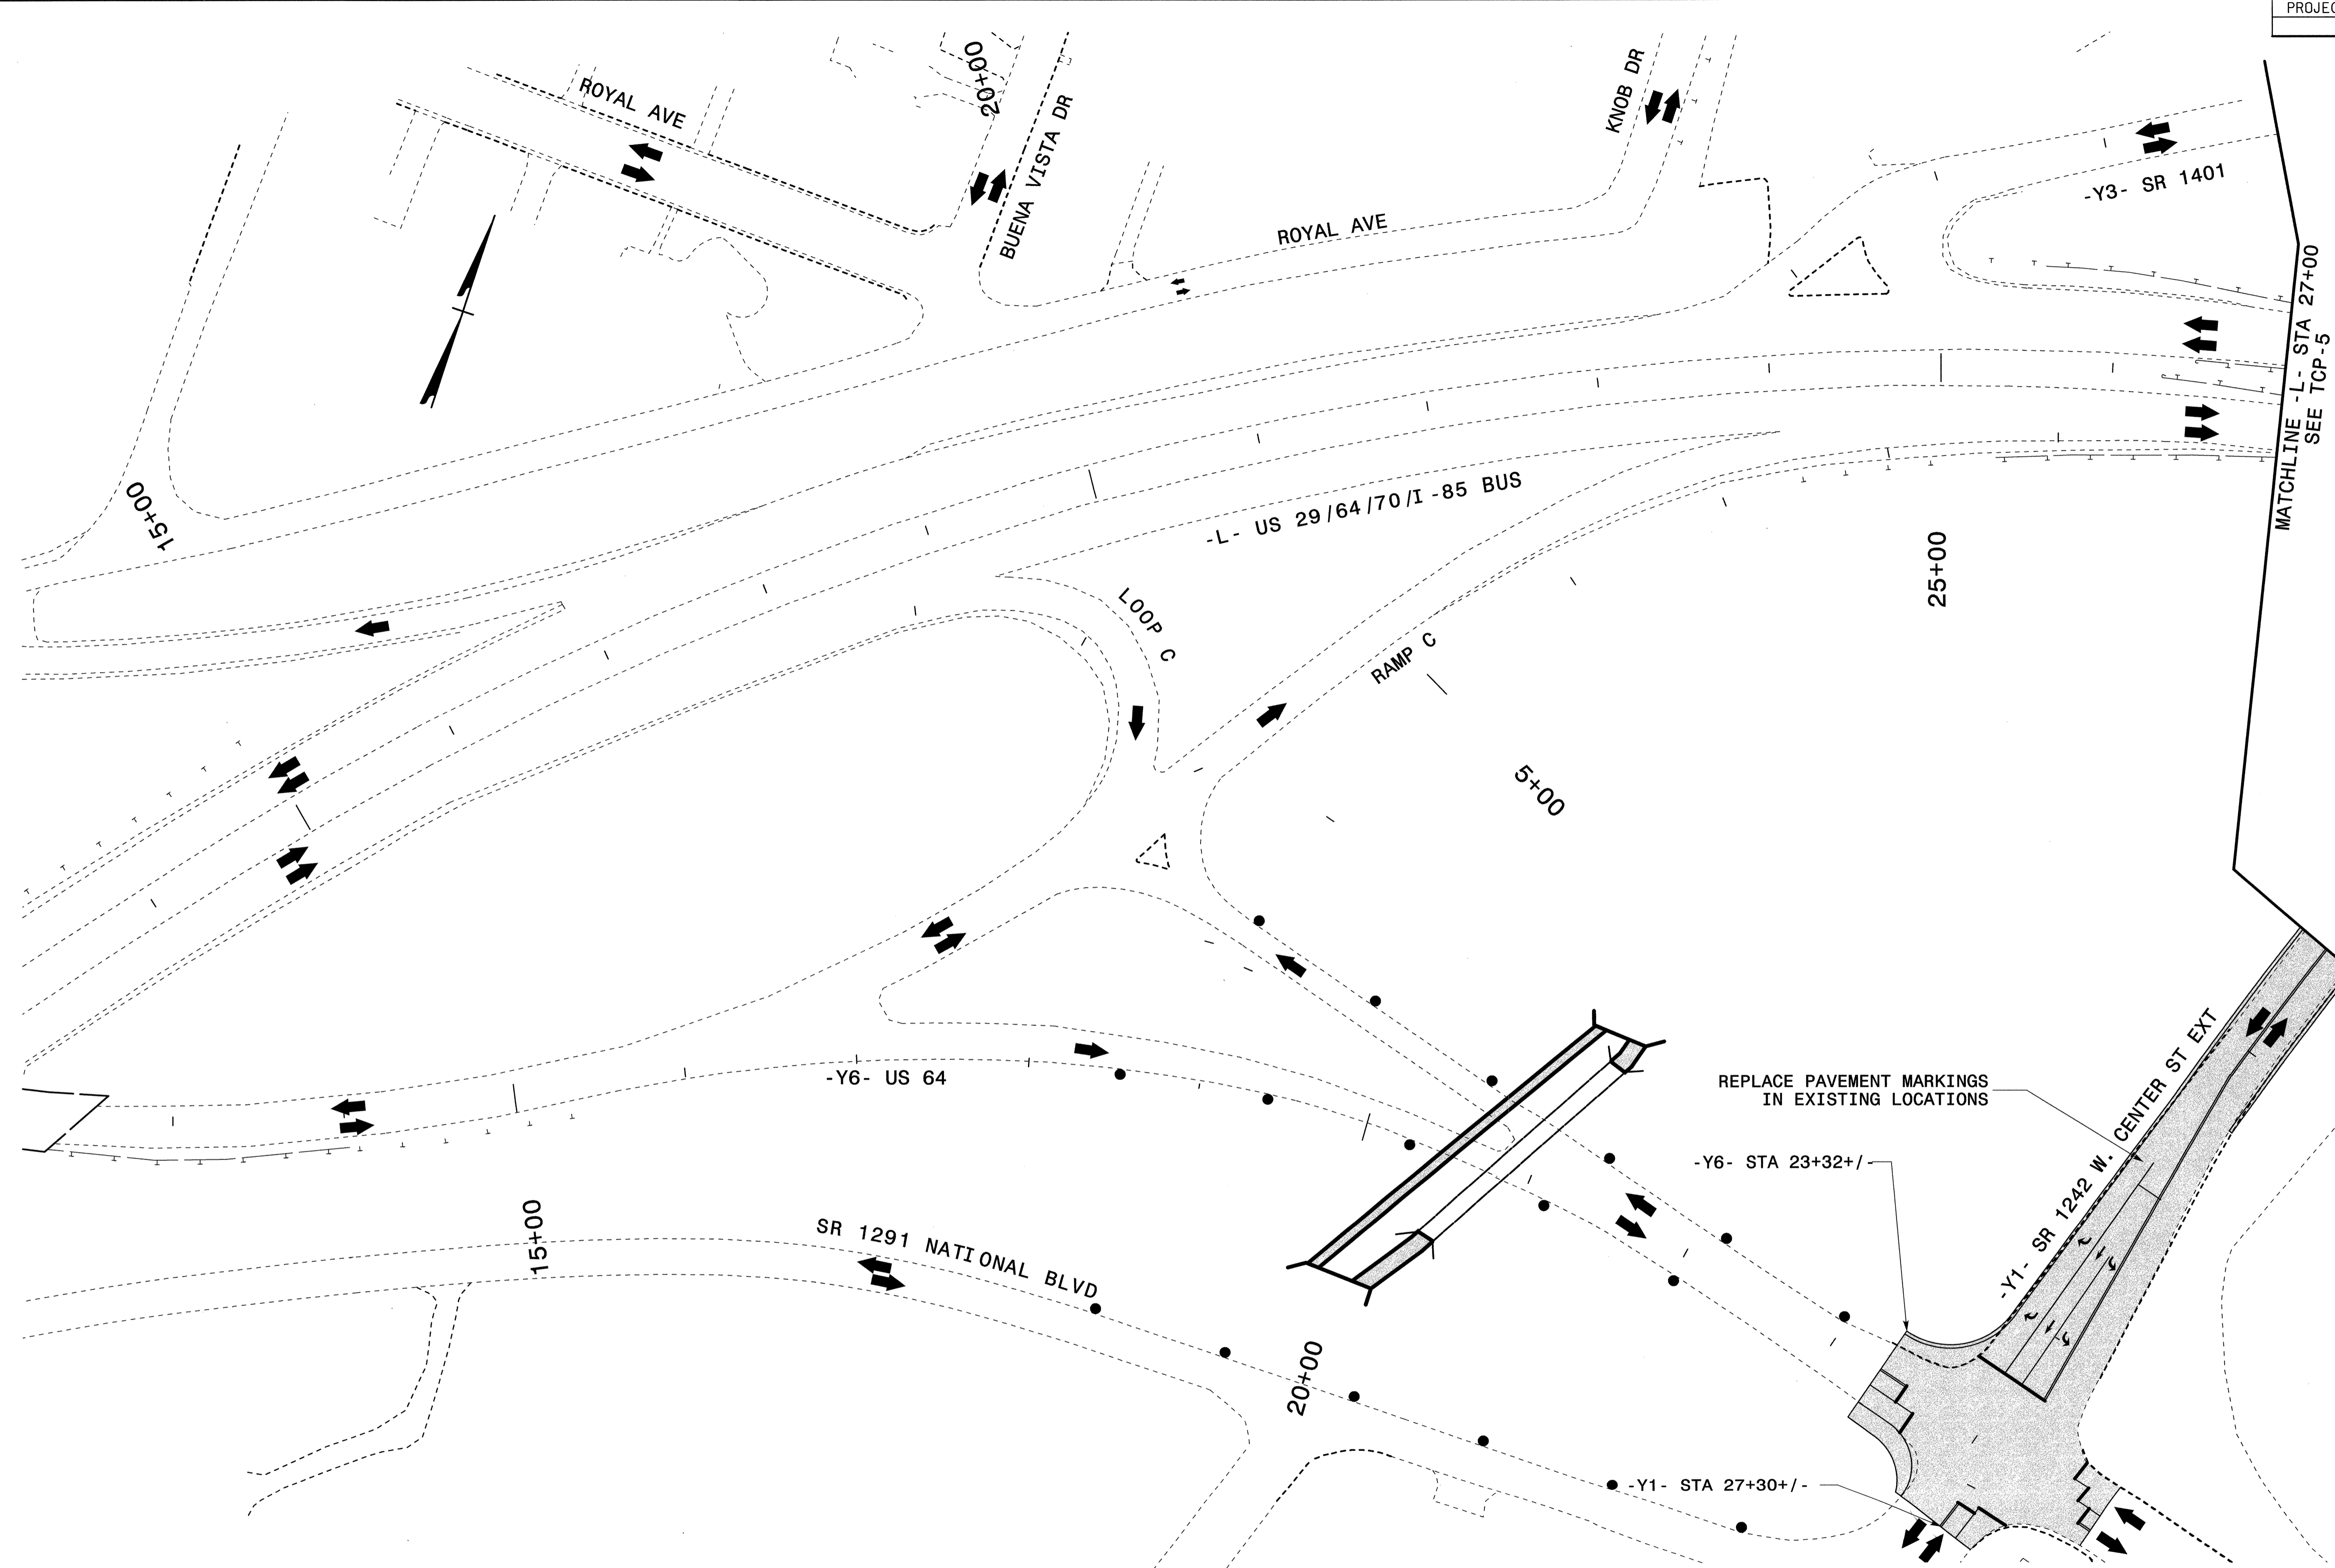 PROJEC
20+00
ROYAL AVE
BUENA VISTA DR
KNOB DR
ROYAL AVE
-Y3- SR 1401
MATCHLINE -L- STA 27+00
SEE TCP-5
15+00
-L- US 29/64/70/I-85 BUS
25+00
LOOP C
RAMP C
5+00
-Y6- US 64
REPLACE PAVEMENT MARKINGS
IN EXISTING LOCATIONS
-Y1- SR 1242 W. CENTER ST EXT
-Y6- STA 23+32+/-
15+00
SR 1291 NATIONAL BLVD
20+00
-Y1- STA 27+30+/-